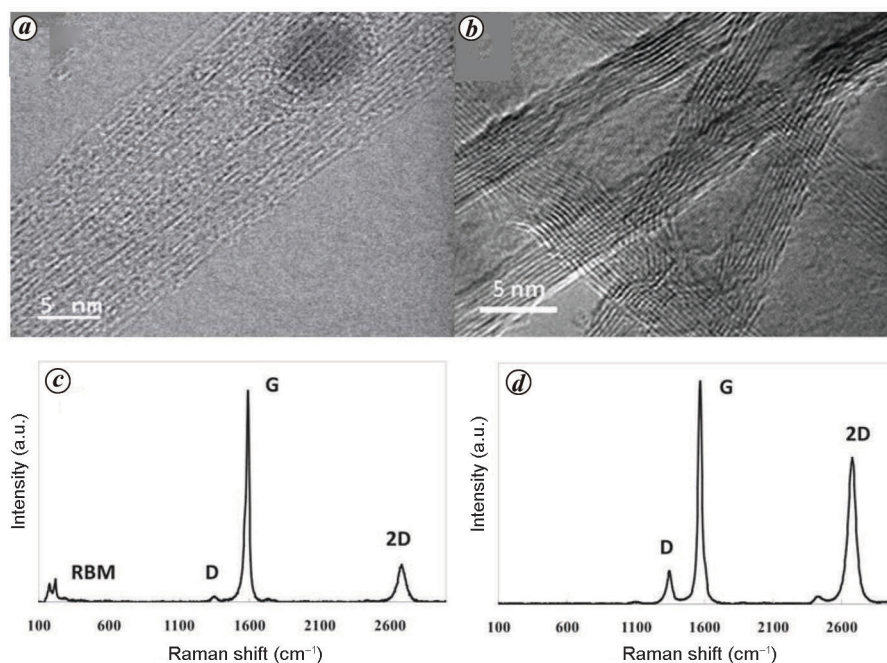 a
b
5 nm
5 nm
c
G
RBM
D
2D
Intensity (a.u.)
100 600 1100 1600 2100 2600
Raman shift (cm⁻¹)
d
G
D
2D
Intensity (a.u.)
100 600 1100 1600 2100 2600
Raman shift (cm⁻¹)